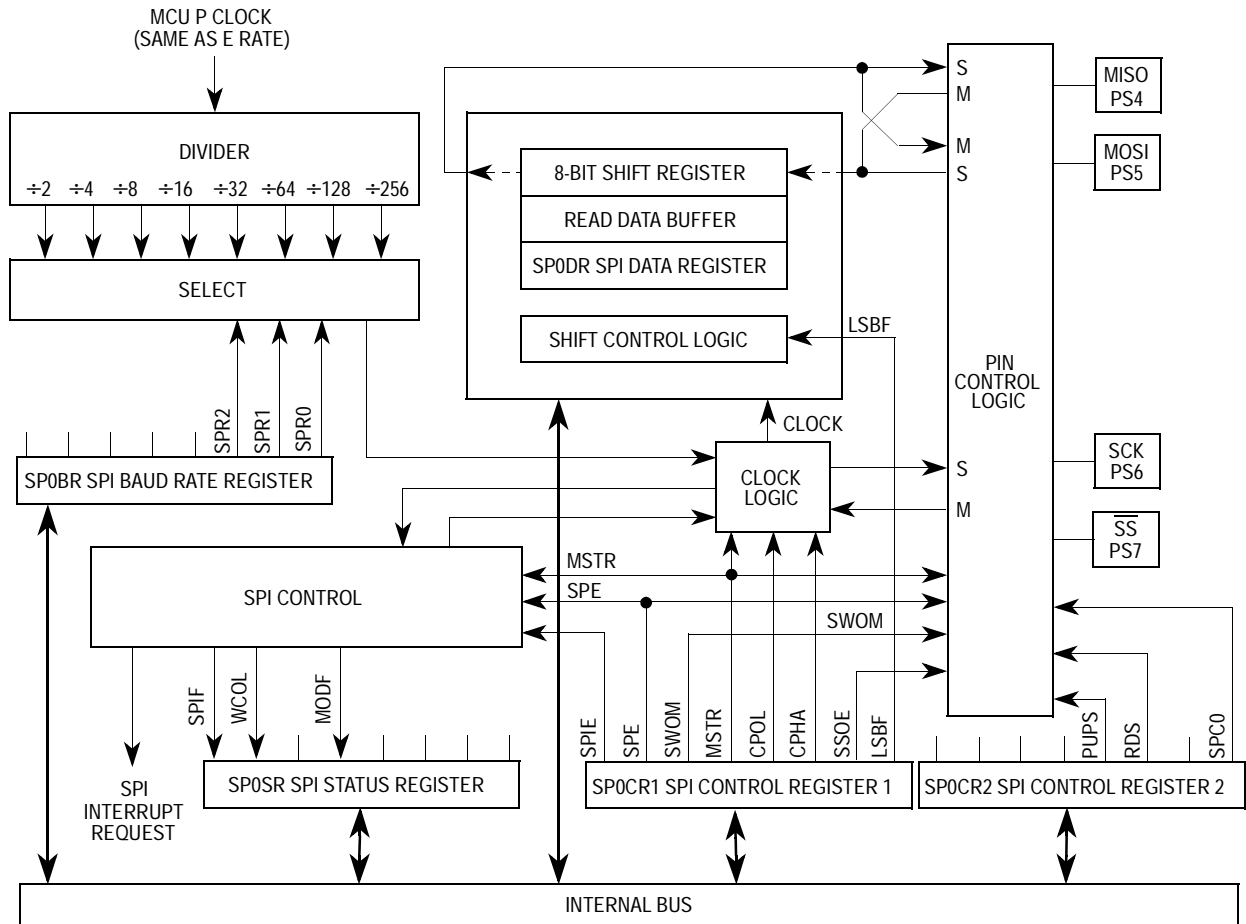 MCU P CLOCK
(SAME AS E RATE)
DIVIDER
÷2 ÷4 ÷8 ÷16 ÷32 ÷64 ÷128 ÷256
SELECT
SPR2
SPR1
SPR0
SP0BR SPI BAUD RATE REGISTER
8-BIT SHIFT REGISTER
READ DATA BUFFER
SP0DR SPI DATA REGISTER
SHIFT CONTROL LOGIC
LSBF
CLOCK
CLOCK
LOGIC
S
M
M
S
S
M
PIN
CONTROL
LOGIC
MISO
PS4
MOSI
PS5
SCK
PS6
SS
PS7
SPI CONTROL
MSTR
SPE
SWOM
SPIF
WCOL
MODF
SPI
INTERRUPT
REQUEST
SP0SR SPI STATUS REGISTER
SPIE
SPE
SWOM
MSTR
CPOL
CPHA
SSOE
LSBF
SP0CR1 SPI CONTROL REGISTER 1
PUPS
RDS
SPC0
SP0CR2 SPI CONTROL REGISTER 2
INTERNAL BUS